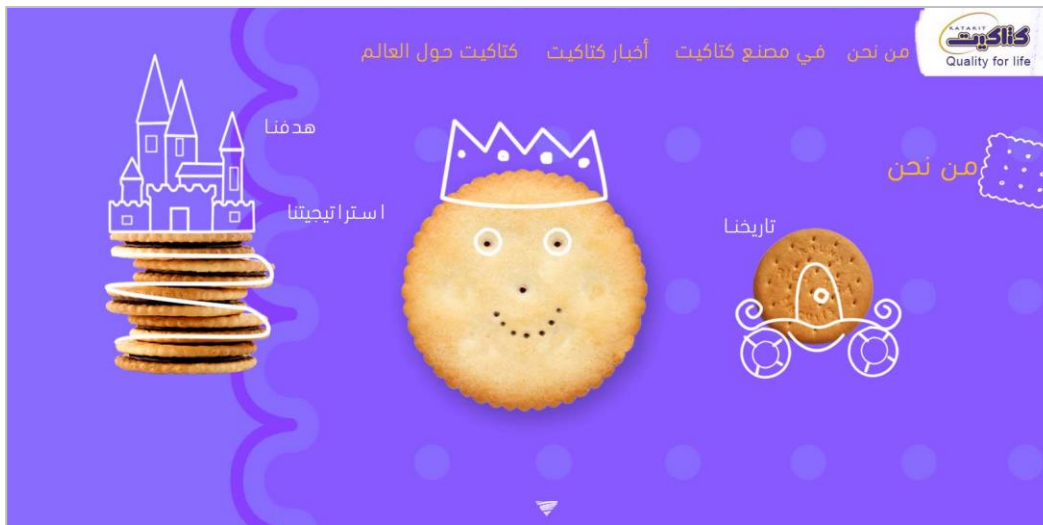 KATAKIT
كتاكيت
Quality for life
من نحن
في مصنع كتاكيت
أخبار كتاكيت
كتاكيت حول العالم
من نحن
تاريخنا
استراتيجيتنا
هدفنا